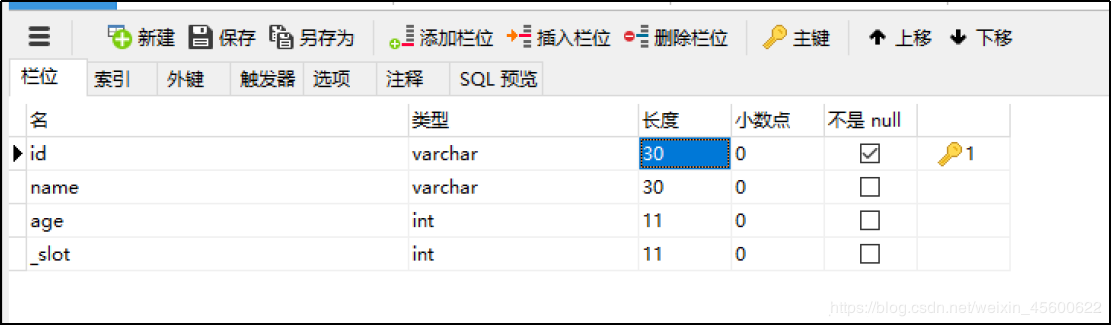 新建 保存 另存为 添加栏位 插入栏位 删除栏位 主键 上移 下移
栏位 索引 外键 触发器 选项 注释 SQL 预览
名 类型 长度 小数点 不是 null
id varchar 30 0 1
name varchar 30 0
age int 11 0
_slot int 11 0
https://blog.csdn.net/weixin_45600622